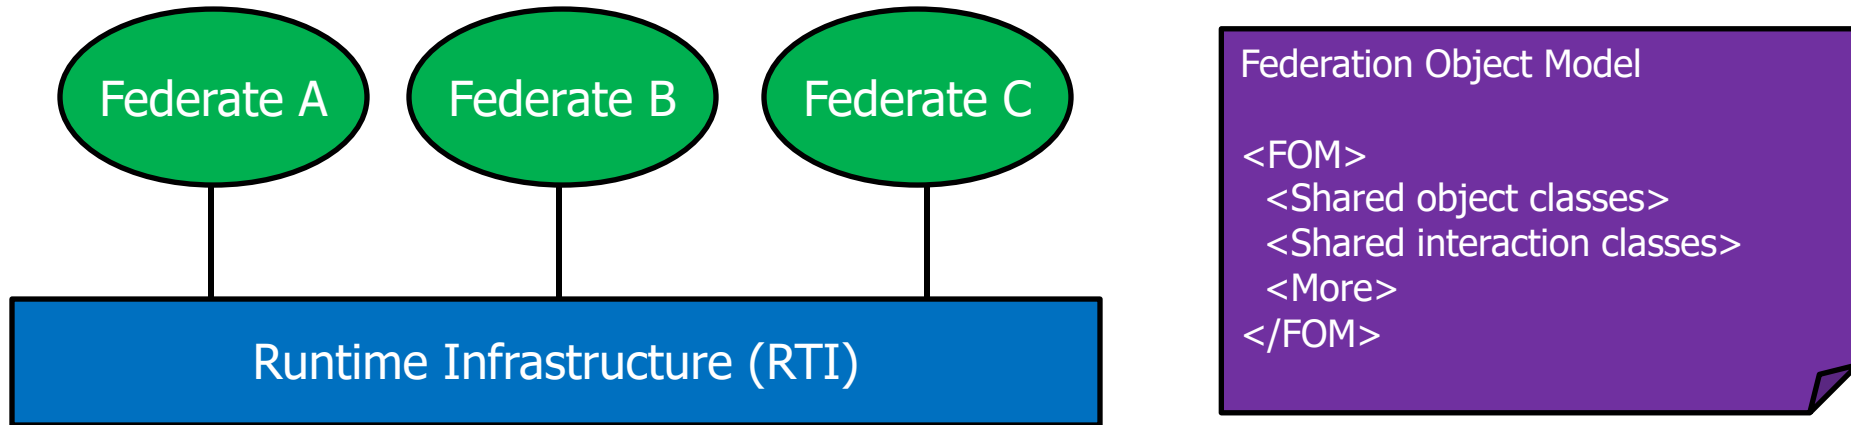 Federate A
Federate B
Federate C
Runtime Infrastructure (RTI)
Federation Object Model
<FOM>
<Shared object classes>
<Shared interaction classes>
<More>
</FOM>